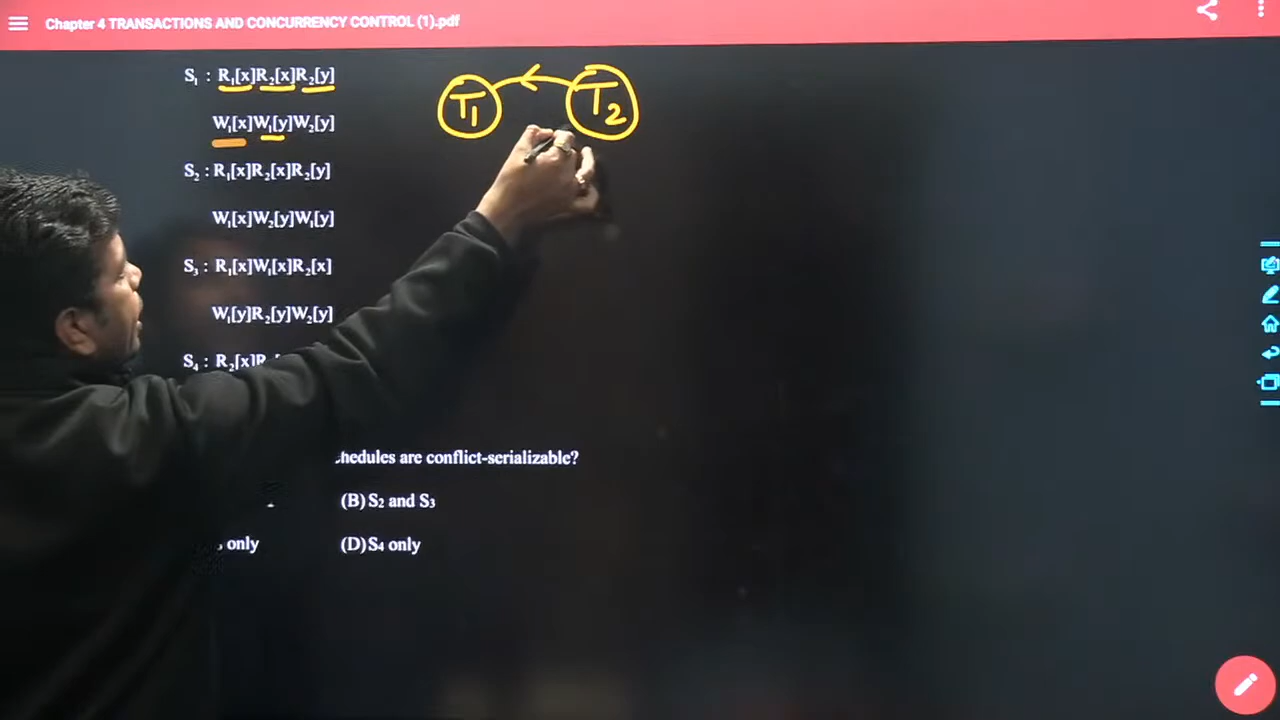 Chapter 4 TRANSACTIONS AND CONCURRENCY CONTROL (1).pdf
S₁ : R₁[x]R₂[x]R₂[y]
W₁[x]W₁[y]W₂[y]
T₁ T₂
S₂ : R₁[x]R₂[x]R₂[y]
W₁[x]W₂[y]W₁[y]
S₃ : R₁[x]W₁[x]R₂[x]
W₁[y]R₂[y]W₂[y]
S₄ : R₂[x]R
hedules are conflict-serializable?
(B) S₂ and S₃
only (D) S₄ only